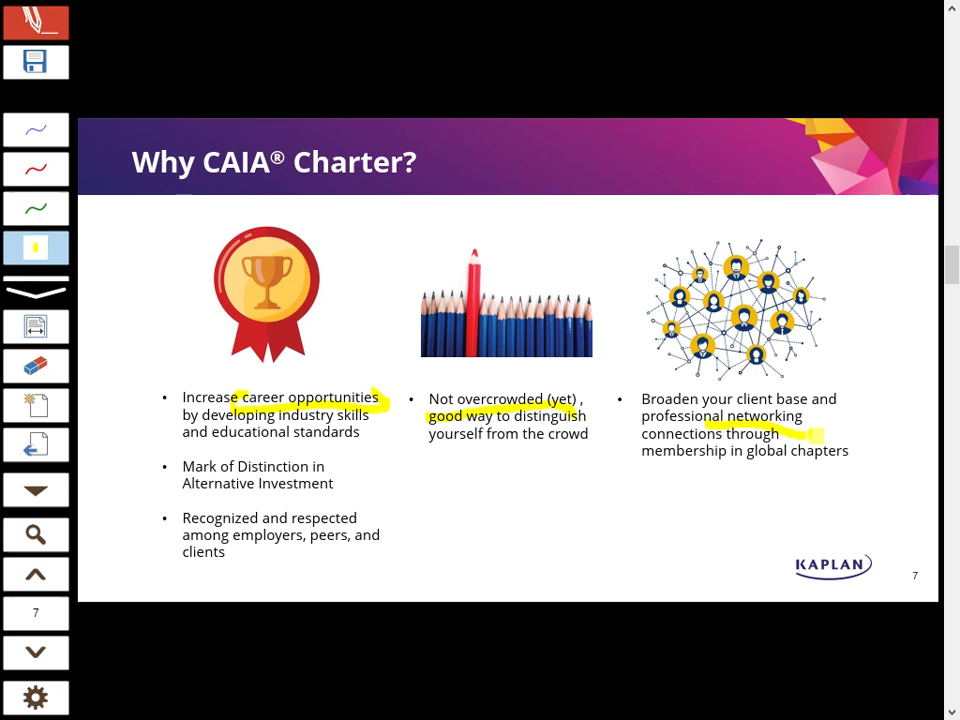 Why CAIA® Charter?
• Increase career opportunities
by developing industry skills
and educational standards
• Mark of Distinction in
Alternative Investment
• Recognized and respected
among employers, peers, and
clients
• Not overcrowded (yet) ,
good way to distinguish
yourself from the crowd
• Broaden your client base and
professional networking
connections through
membership in global chapters
KAPLAN
7
7